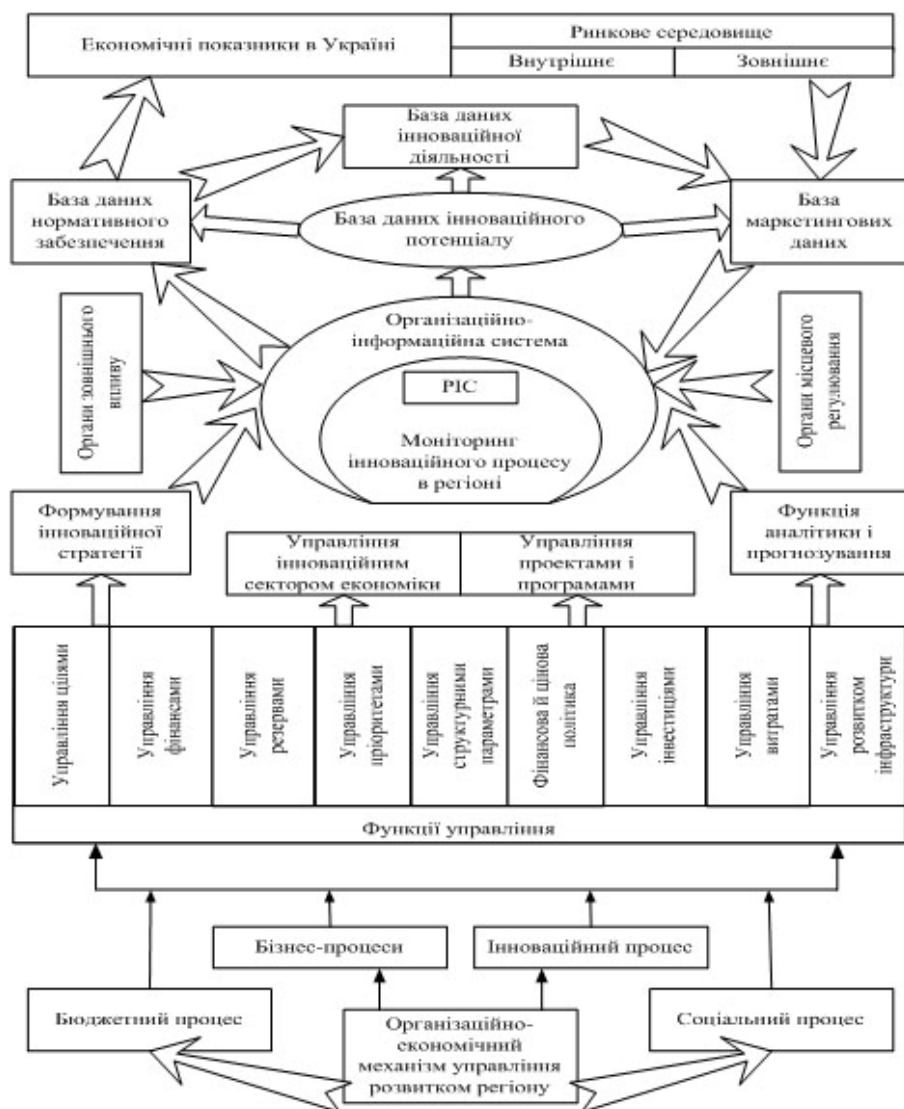 Економічні показники в Україні
Ринкове середовище
Внутрішнє
Зовнішнє
База даних
інноваційної
діяльності
База даних
нормативного
забезпечення
База даних інноваційного
потенціалу
База
маркетингових
даних
Органи зовнішнього
впливу
Організаційно-
інформаційна система
РІС
Моніторинг
інноваційного процесу
в регіоні
Органи місцевого
регулювання
Формування
інноваційної
стратегії
Управління
інноваційним
сектором економіки
Управління
проектами і
програмами
Функція
аналітики і
прогнозування
Управління цілями
Управління
фінансами
Управління
резервами
Управління
пріоритетами
Управління
структурними
параметрами
Фінансова й цінова
політика
Управління
інвестиціями
Управління
витратами
Управління
розвитком
інфраструктури
Функції управління
Бізнес-процеси
Інноваційний процес
Бюджетний процес
Організаційно-
економічний
механізм управління
розвитком регіону
Соціальний процес